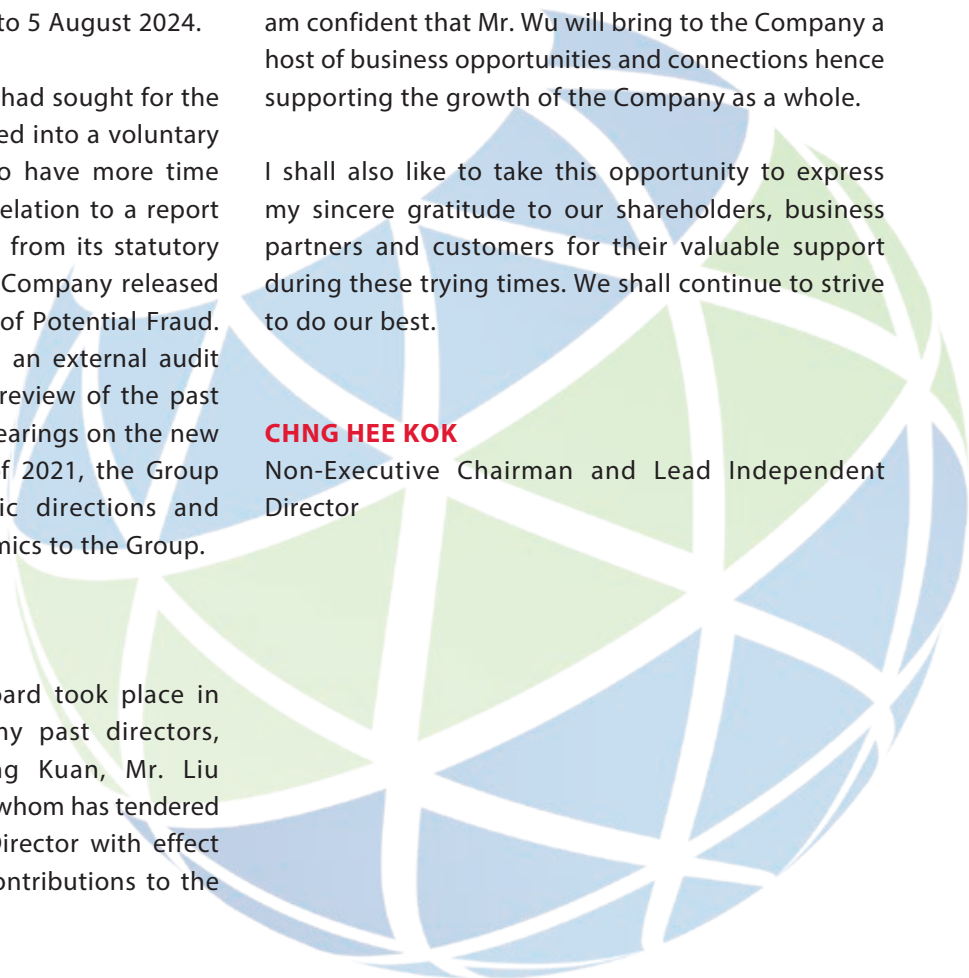 to 5 August 2024.
had sought for the
ed into a voluntary
o have more time
elation to a report
from its statutory
Company released
of Potential Fraud.
an external audit
review of the past
earings on the new
f 2021, the Group
ic directions and
mics to the Group.
oard took place in
ny past directors,
ng Kuan, Mr. Liu
whom has tendered
Director with effect
ontributions to the
am confident that Mr. Wu will bring to the Company a
host of business opportunities and connections hence
supporting the growth of the Company as a whole.
I shall also like to take this opportunity to express
my sincere gratitude to our shareholders, business
partners and customers for their valuable support
during these trying times. We shall continue to strive
to do our best.
CHNG HEE KOK
Non-Executive Chairman and Lead Independent
Director